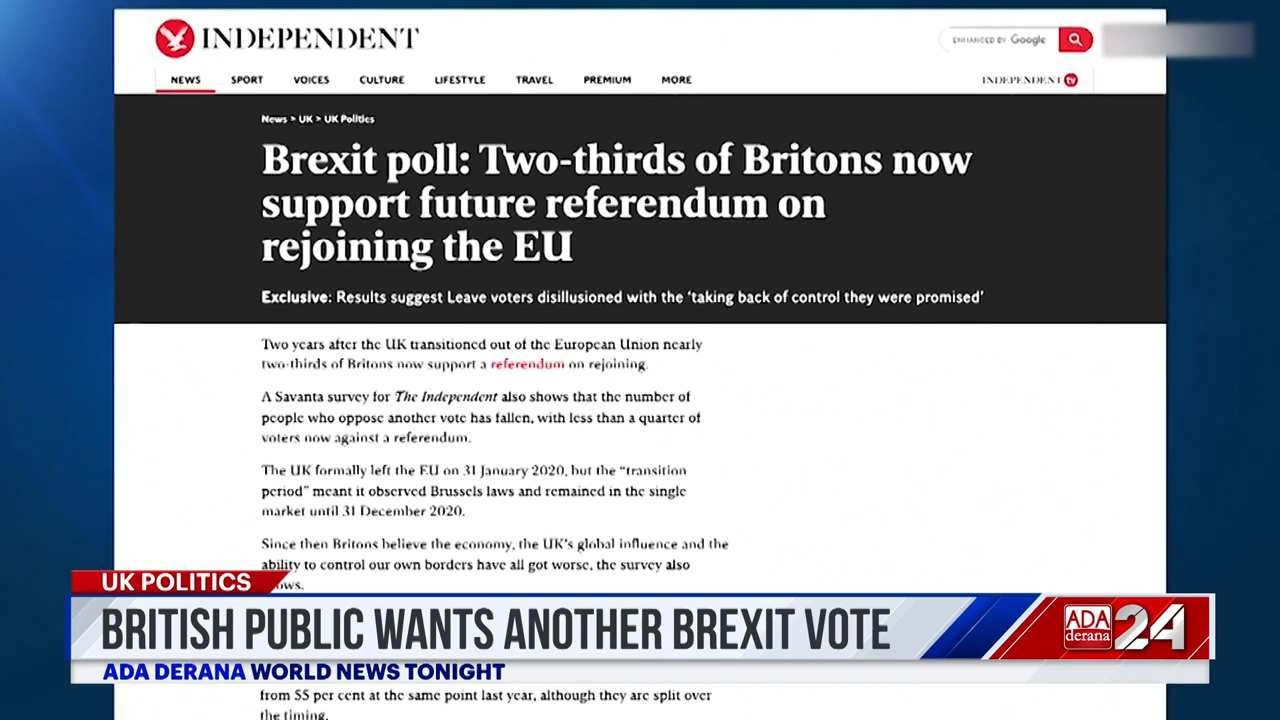 INDEPENDENT
ENHANCED BY Google
NEWS SPORT VOICES CULTURE LIFESTYLE TRAVEL PREMIUM MORE
INDEPENDENT tv
News > UK > UK Politics
Brexit poll: Two-thirds of Britons now
support future referendum on
rejoining the EU
Exclusive: Results suggest Leave voters disillusioned with the ‘taking back of control they were promised’
Two years after the UK transitioned out of the European Union nearly
two-thirds of Britons now support a referendum on rejoining.
A Savanta survey for The Independent also shows that the number of
people who oppose another vote has fallen, with less than a quarter of
voters now against a referendum.
The UK formally left the EU on 31 January 2020, but the “transition
period” meant it observed Brussels laws and remained in the single
market until 31 December 2020.
Since then Britons believe the economy, the UK’s global influence and the
ability to control our own borders have all got worse, the survey also
UK POLITICS
BRITISH PUBLIC WANTS ANOTHER BREXIT VOTE
ADA derana 24
ADA DERANA WORLD NEWS TONIGHT
from 55 per cent at the same point last year, although they are split over
the timing.